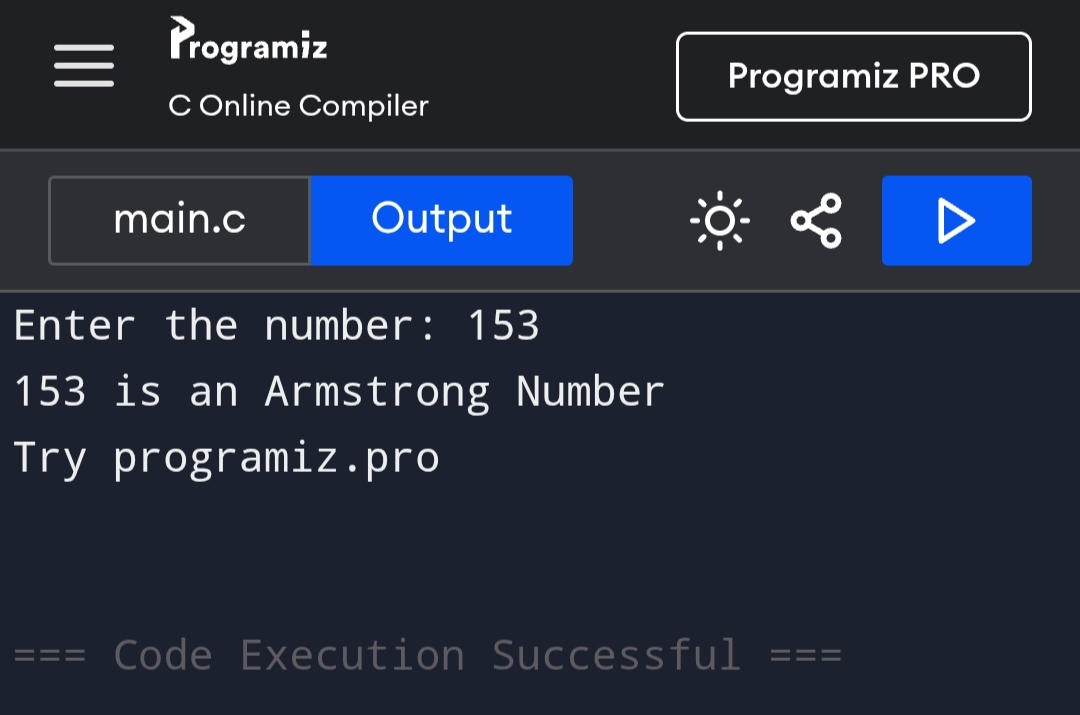 Programiz
C Online Compiler
Programiz PRO
main.c
Output
Enter the number: 153
153 is an Armstrong Number
Try programiz.pro
=== Code Execution Successful ===